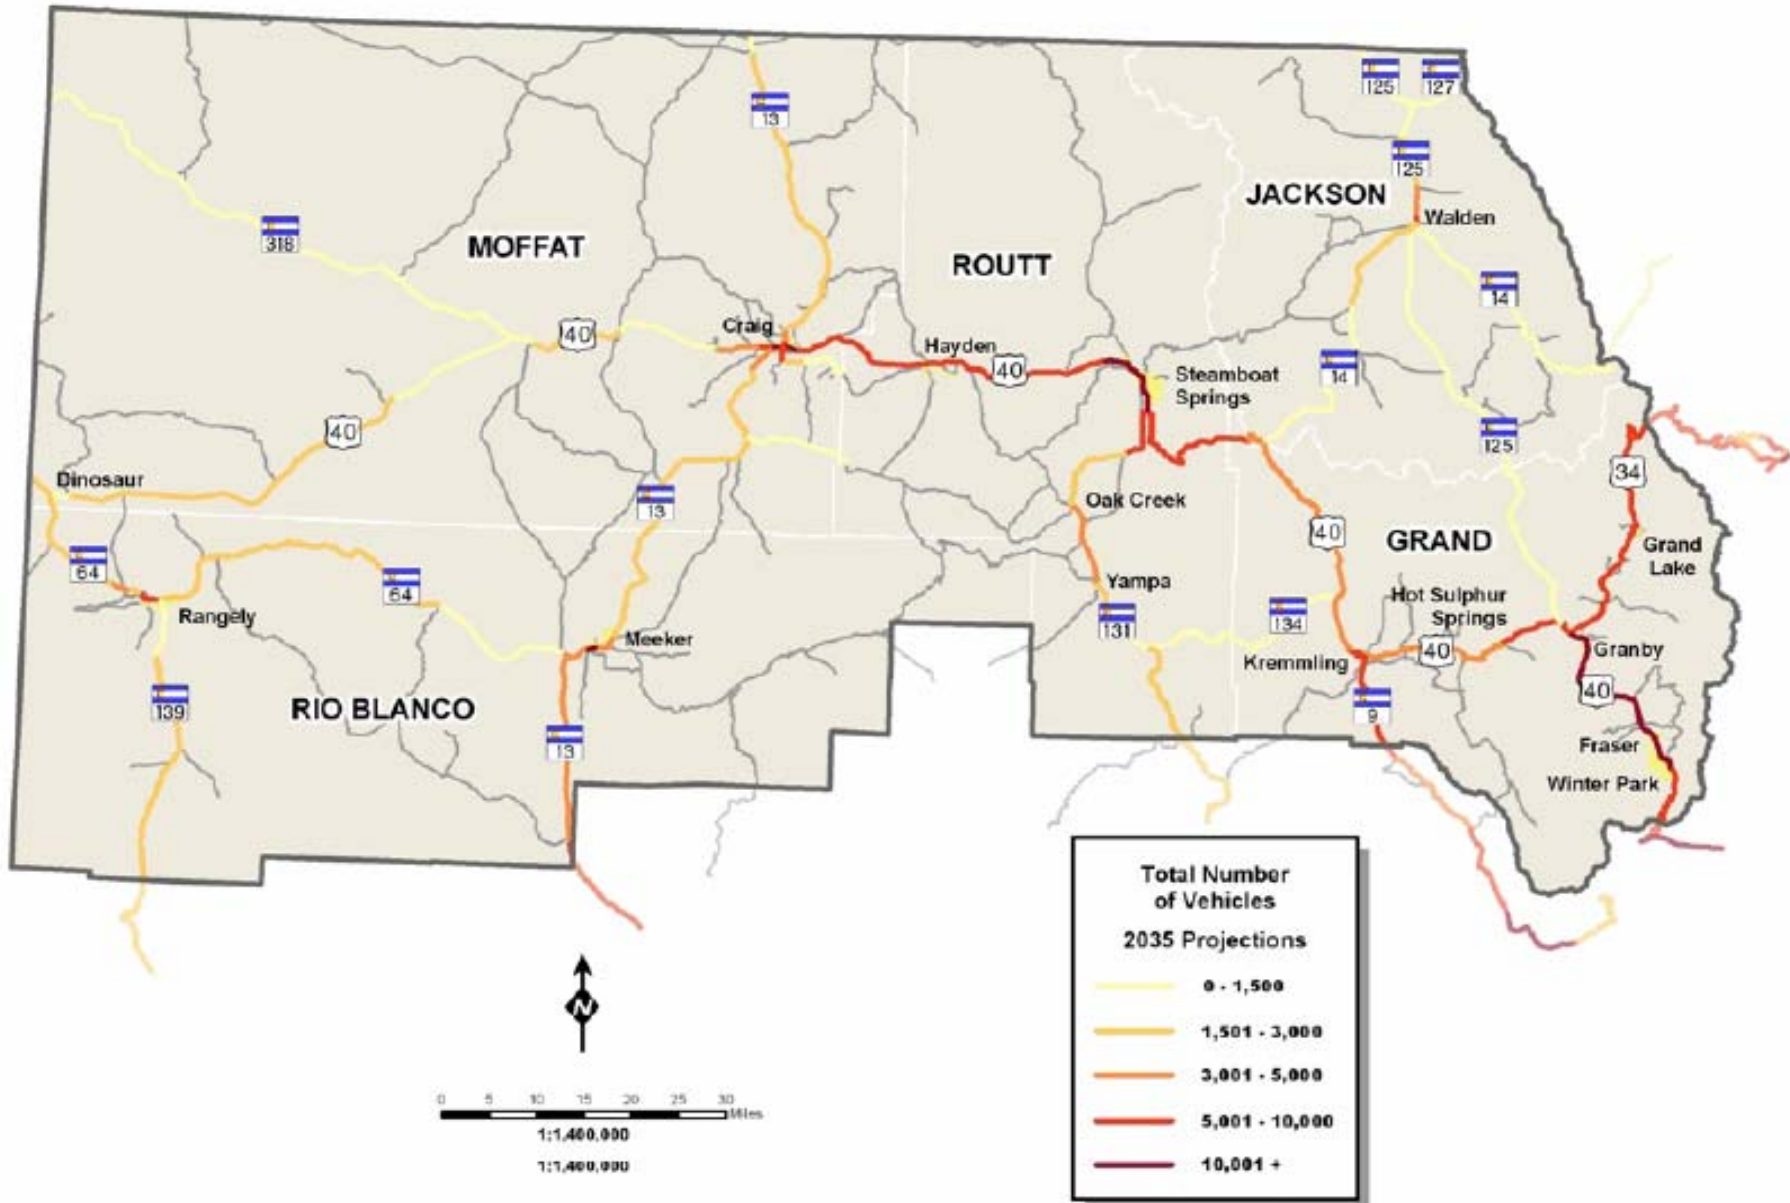 125
127
13
125
JACKSON
Walden
318
MOFFAT
ROUTT
14
Craig
40
Hayden
40
Steamboat
Springs
14
40
125
34
Dinosaur
13
Oak Creek
40
GRAND
Grand
Lake
64
64
Rangely
Yampa
Hot Sulphur
Springs
134
131
Meeker
Kremmling
40
Granby
40
139
RIO BLANCO
9
13
Fraser
Winter Park
Total Number
of Vehicles
2035 Projections
0 - 1,500
1,501 - 3,000
3,001 - 5,000
5,001 - 10,000
10,001 +
N
0 5 10 15 20 25 30
Miles
1:1,400,000
1:1,400,000